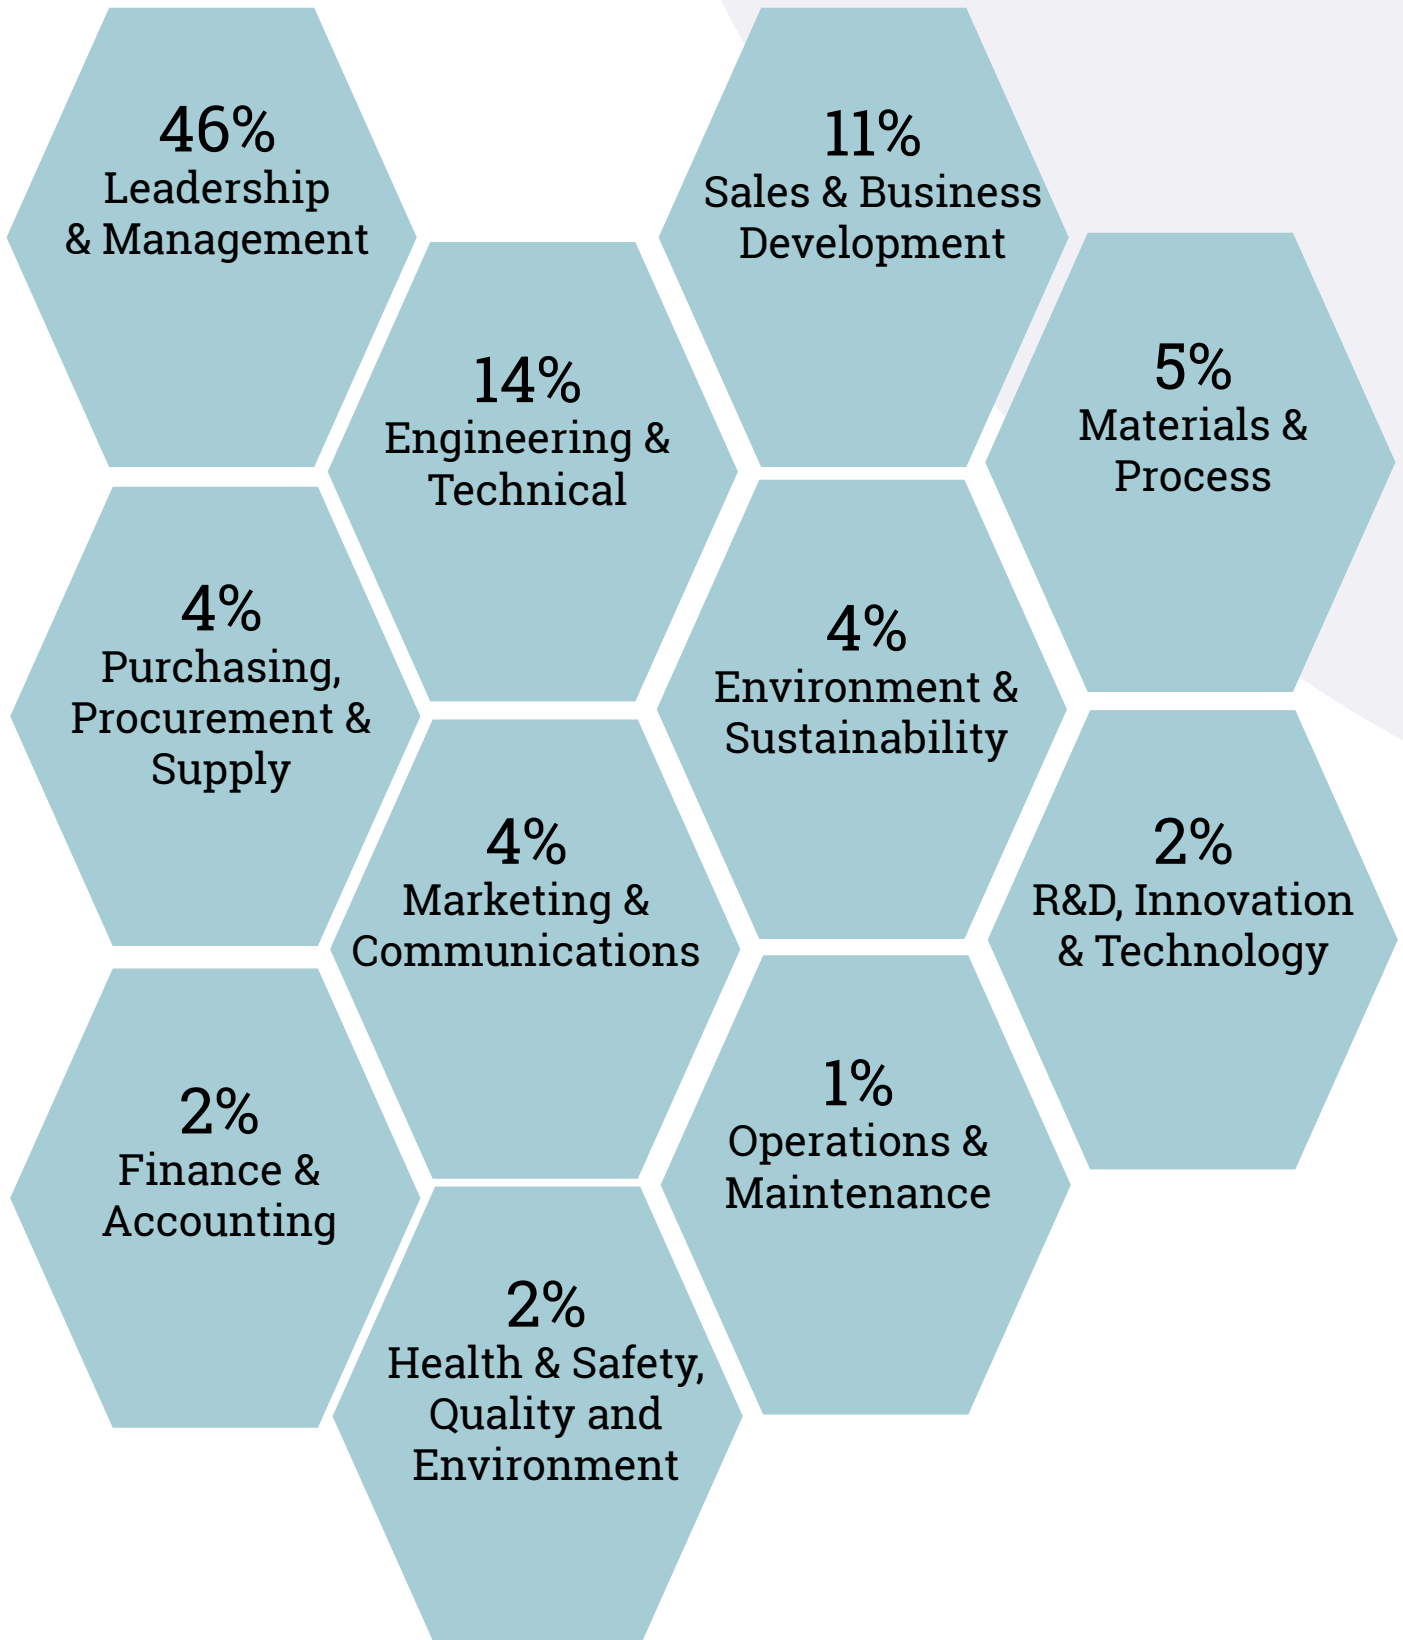 46%
Leadership
& Management
11%
Sales & Business
Development
14%
Engineering &
Technical
5%
Materials &
Process
4%
Purchasing,
Procurement &
Supply
4%
Environment &
Sustainability
4%
Marketing &
Communications
2%
R&D, Innovation
& Technology
2%
Finance &
Accounting
1%
Operations &
Maintenance
2%
Health & Safety,
Quality and
Environment